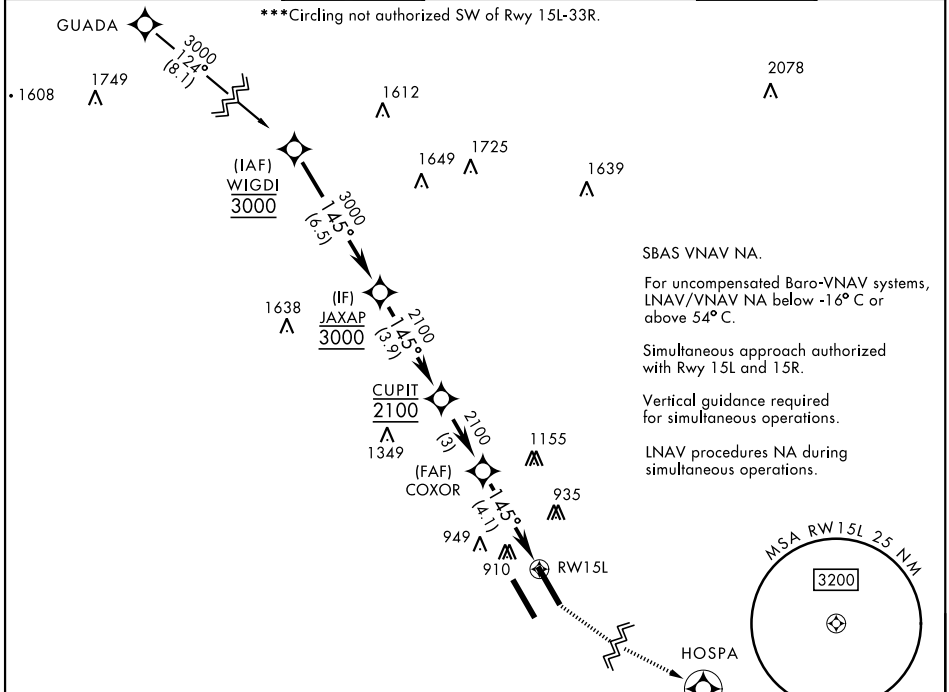 ***Circling not authorized SW of Rwy 15L-33R.
GUADA
3000
124°
(8.1)
1608
1749
1612
2078
(IAF)
WIGDI
3000
1649
1725
1639
3000
145°
(6.5)
SBAS VNAV NA.
For uncompensated Baro-VNAV systems,
LNAV/VNAV NA below -16° C or
above 54° C.
Simultaneous approach authorized
with Rwy 15L and 15R.
Vertical guidance required
for simultaneous operations.
LNAV procedures NA during
simultaneous operations.
1638
(IF)
JAXAP
3000
2100
145°
(3.9)
CUPIT
2100
1349
2100
(3)
(FAF)
COXOR
1155
935
145°
(4.1)
949
910
RW15L
MSA RW15L 25 NM
3200
HOSPA